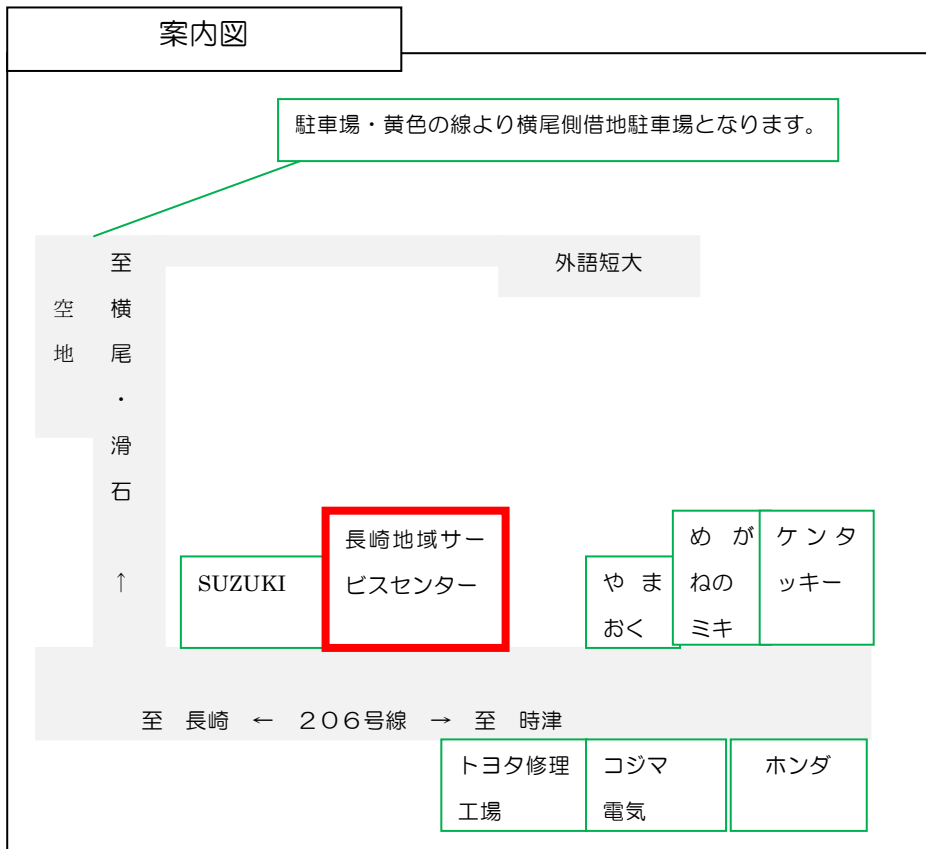 案内図
駐車場・黄色の線より横尾側借地駐車場となります。
至横尾・滑石↑
空地
外語短大
SUZUKI
長崎地域サー
ビスセンター
やま
おく
めが
ねの
ミキ
ケンタ
ッキー
至 長崎 ← 206号線 → 至 時津
トヨタ修理
工場
コジマ
電気
ホンダ